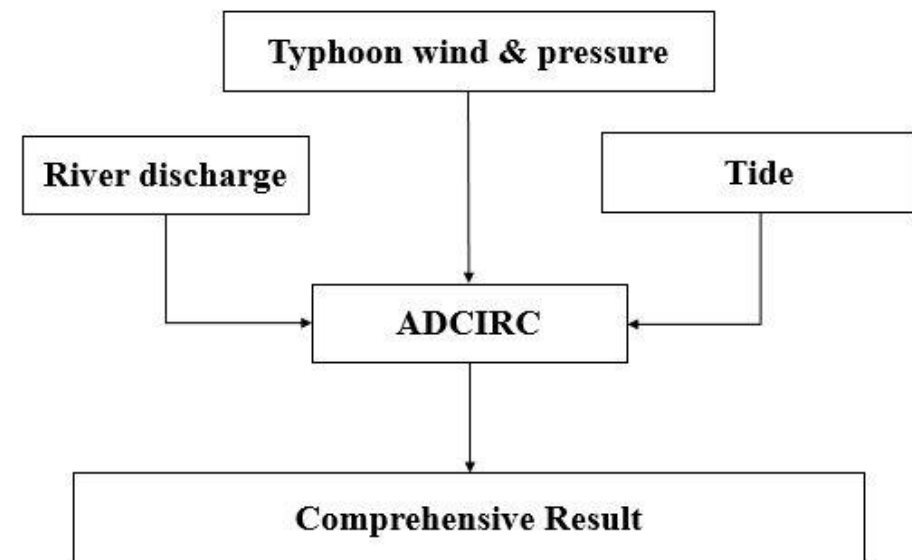 Typhoon wind & pressure
River discharge
Tide
ADCIRC
Comprehensive Result